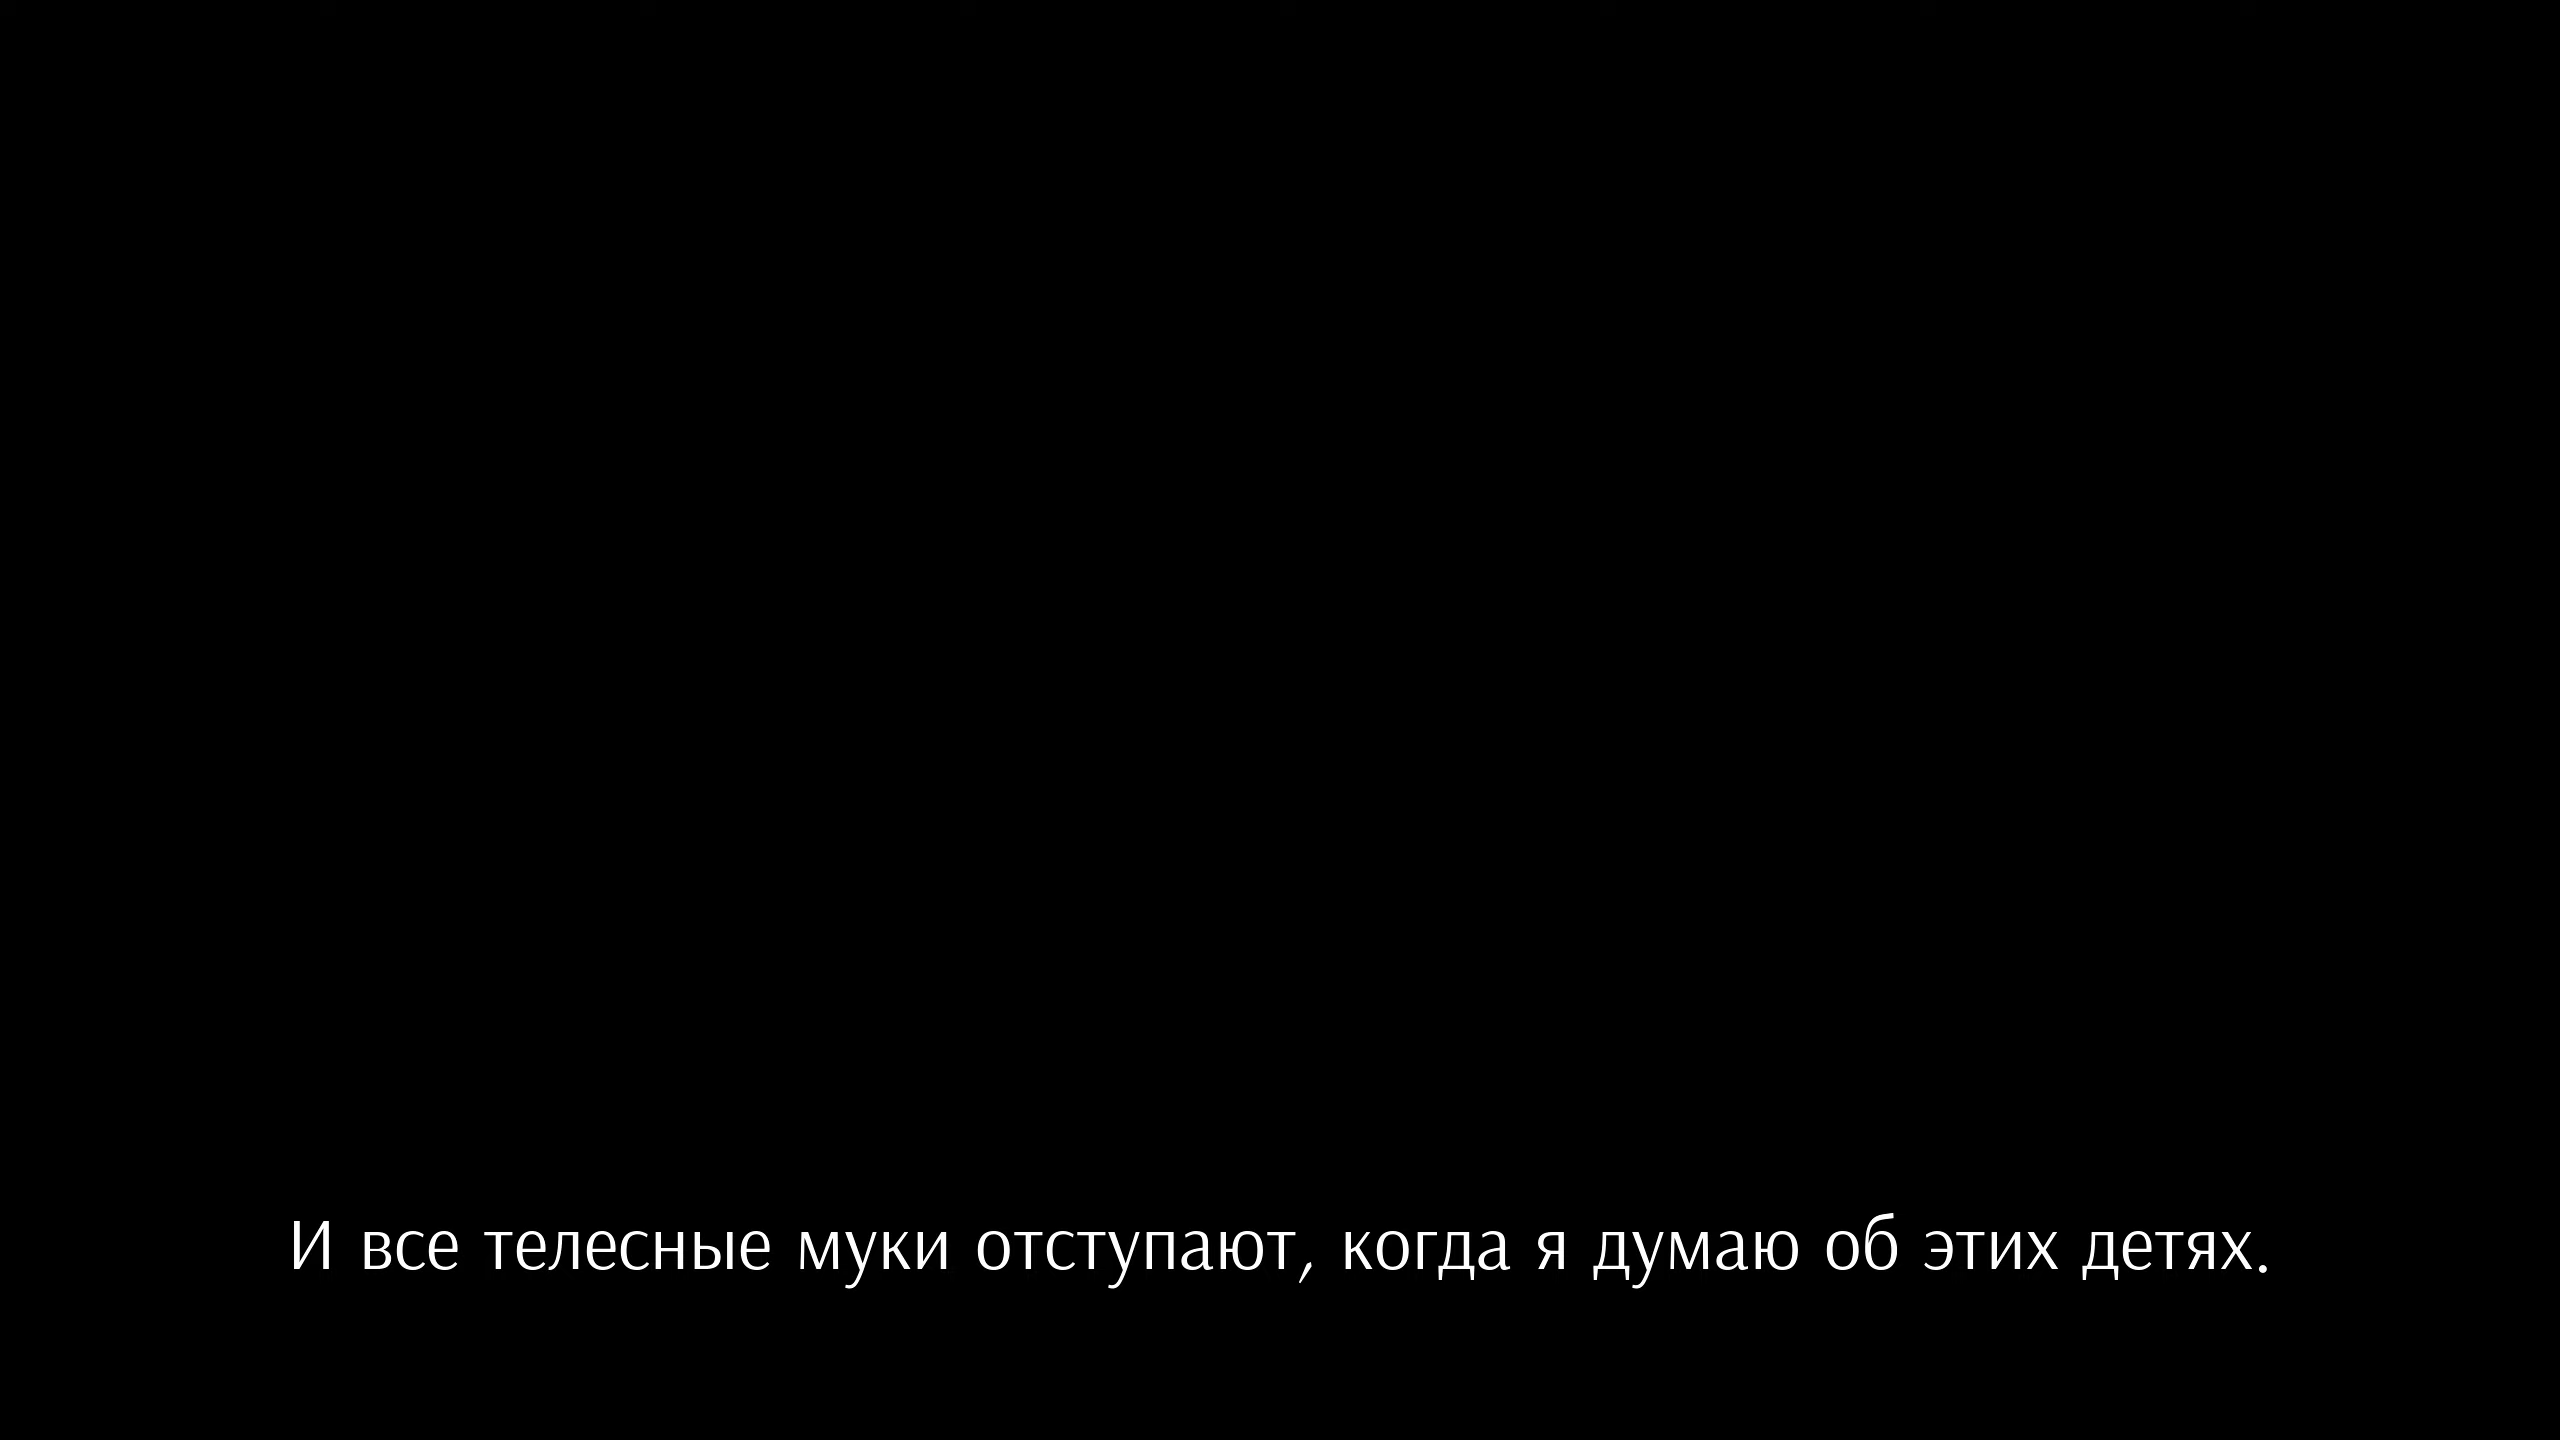 И все телесные муки отступают, когда я думаю об этих детях.